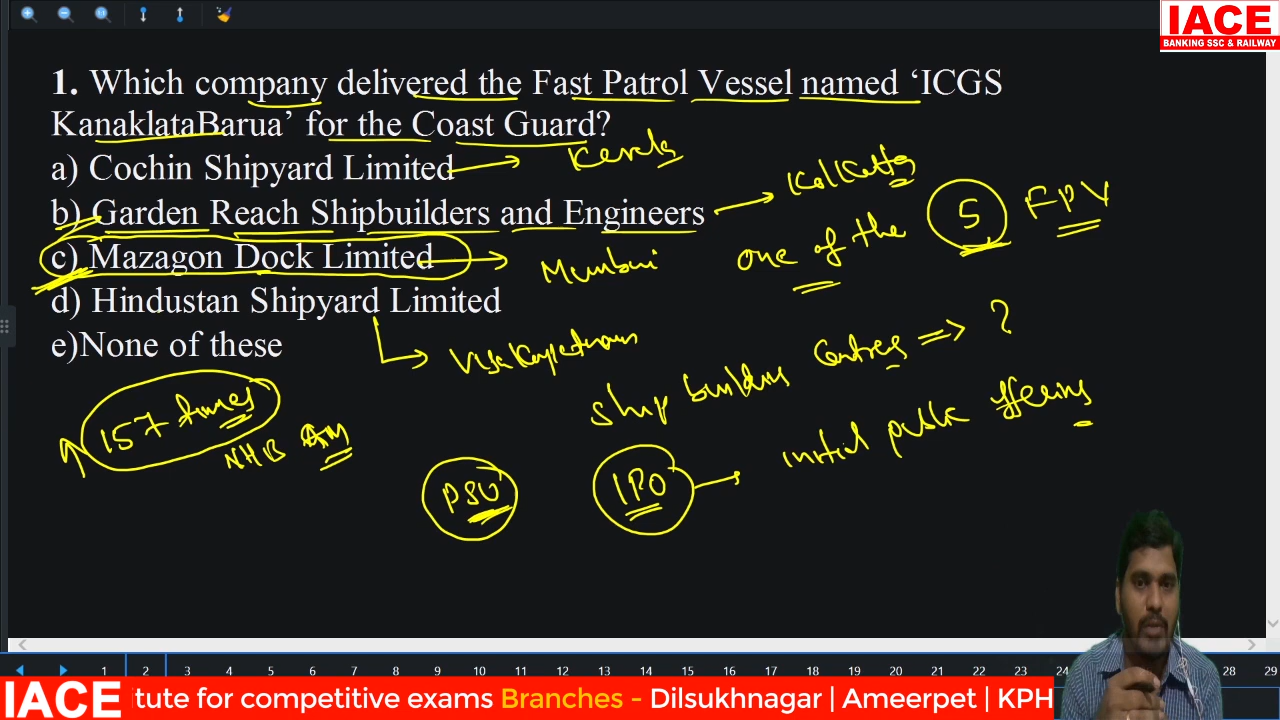 IACE
BANKING SSC & RAILWAY
1. Which company delivered the Fast Patrol Vessel named ‘ICGS
KanaklataBarua’ for the Coast Guard?
a) Cochin Shipyard Limited
Kerala
b) Garden Reach Shipbuilders and Engineers
Kolkatta
one of the 5 FPV
c) Mazagon Dock Limited
Mumbai
d) Hindustan Shipyard Limited
e)None of these
ship building Centres => ?
157 times
NHB
PSU
IPO
initial public offering
1 2 3 4 5 6 7 8 9 10 11 12 13 14 15 16 17 18 19 20 21 22 23 24 28 29
IACE
titute for competitive exams Branches - Dilsukhnagar | Ameerpet | KPH